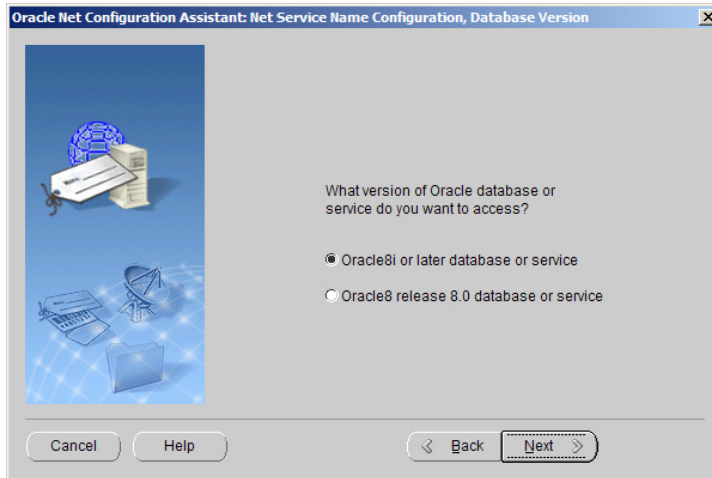 Oracle Net Configuration Assistant: Net Service Name Configuration, Database Version
What version of Oracle database or
service do you want to access?
Oracle8i or later database or service
Oracle8 release 8.0 database or service
Cancel
Help
Back
Next